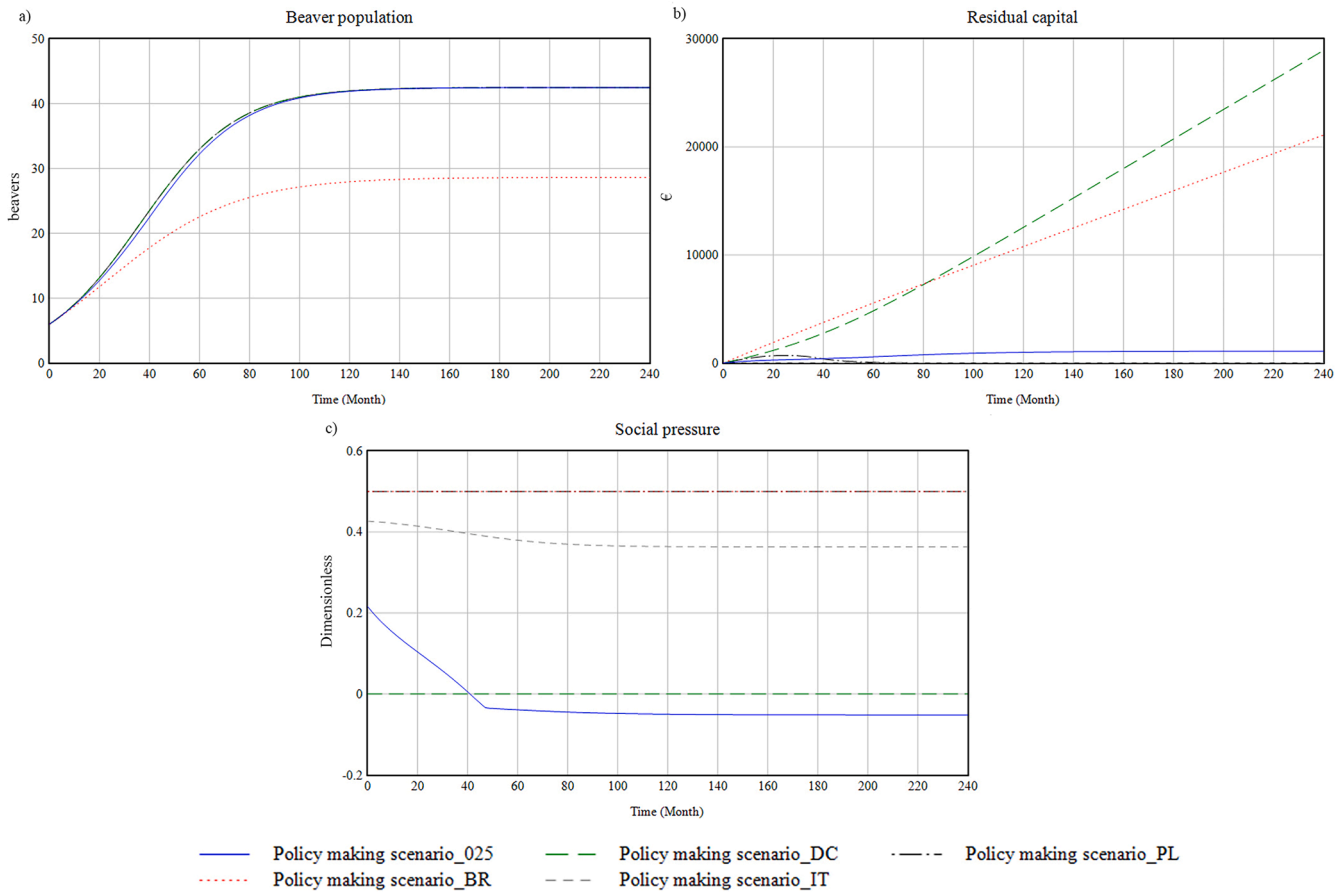 a)
Beaver population
50
40
30
20
10
0
beavers
0 20 40 60 80 100 120 140 160 180 200 220 240
Time (Month)
b)
Residual capital
30000
20000
10000
0
€
0 20 40 60 80 100 120 140 160 180 200 220 240
Time (Month)
c)
Social pressure
0.6
0.4
0.2
0
-0.2
Dimensionless
0 20 40 60 80 100 120 140 160 180 200 220 240
Time (Month)
Policy making scenario_025 Policy making scenario_DC Policy making scenario_PL
Policy making scenario_BR Policy making scenario_IT